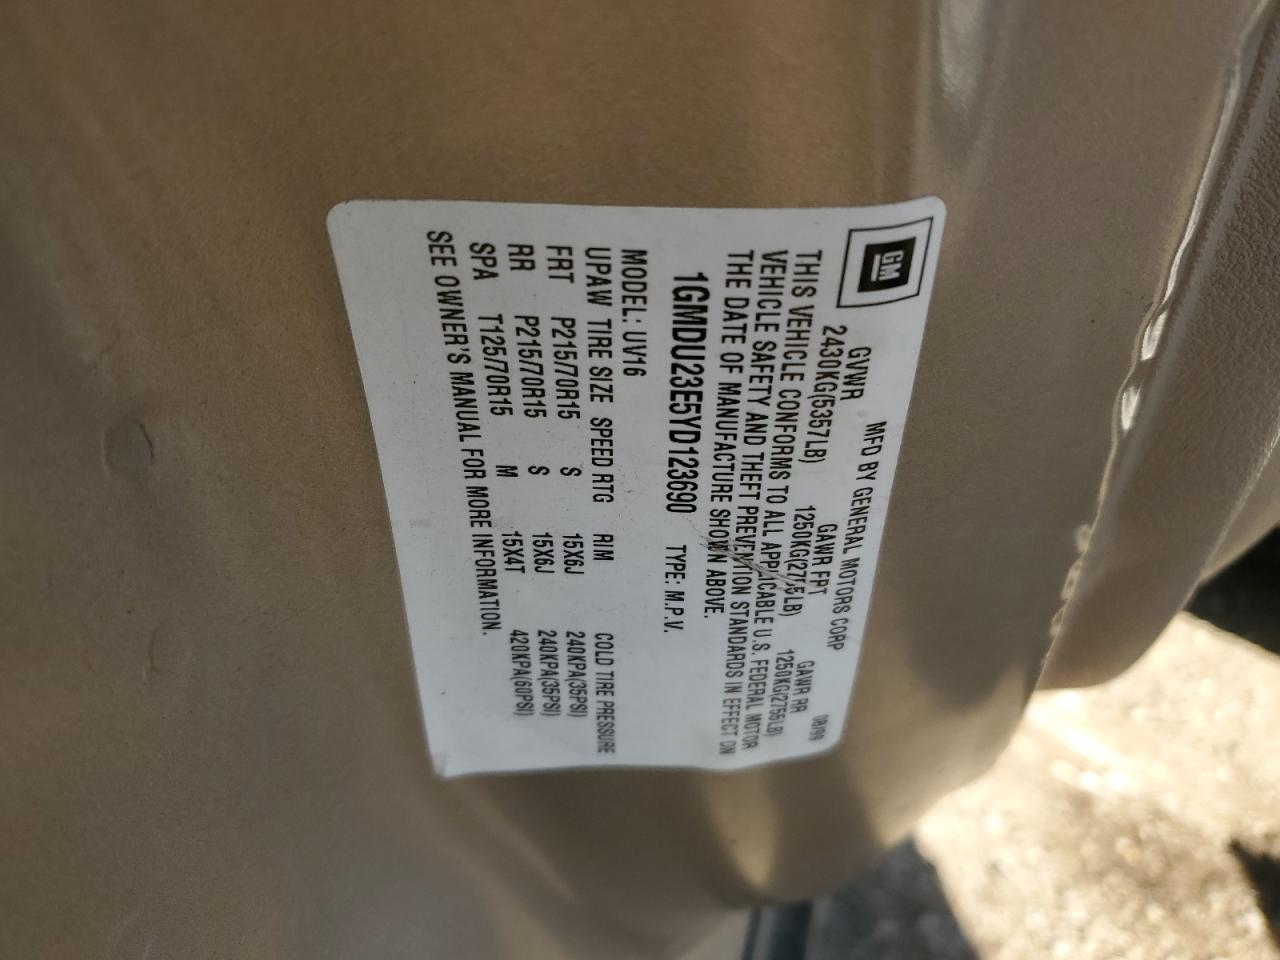 GM
MFD BY GENERAL MOTORS CORP 08/99
GVWR GAWR FPT GAWR RR
2430KG(5357LB) 1250KG(2755LB) 1250KG(2755LB)
THIS VEHICLE CONFORMS TO ALL APPLICABLE U.S. FEDERAL MOTOR
VEHICLE SAFETY AND THEFT PREVENTION STANDARDS IN EFFECT ON
THE DATE OF MANUFACTURE SHOWN ABOVE.
1GMDU23E5YD123690 TYPE: M.P.V.
MODEL: UV16
UPAW TIRE SIZE SPEED RTG RIM COLD TIRE PRESSURE
FRT P215/70R15 S 15X6J 240KPA(35PSI)
RR P215/70R15 S 15X6J 240KPA(35PSI)
SPA T125/70R15 M 15X4T 420KPA(60PSI)
SEE OWNER'S MANUAL FOR MORE INFORMATION.